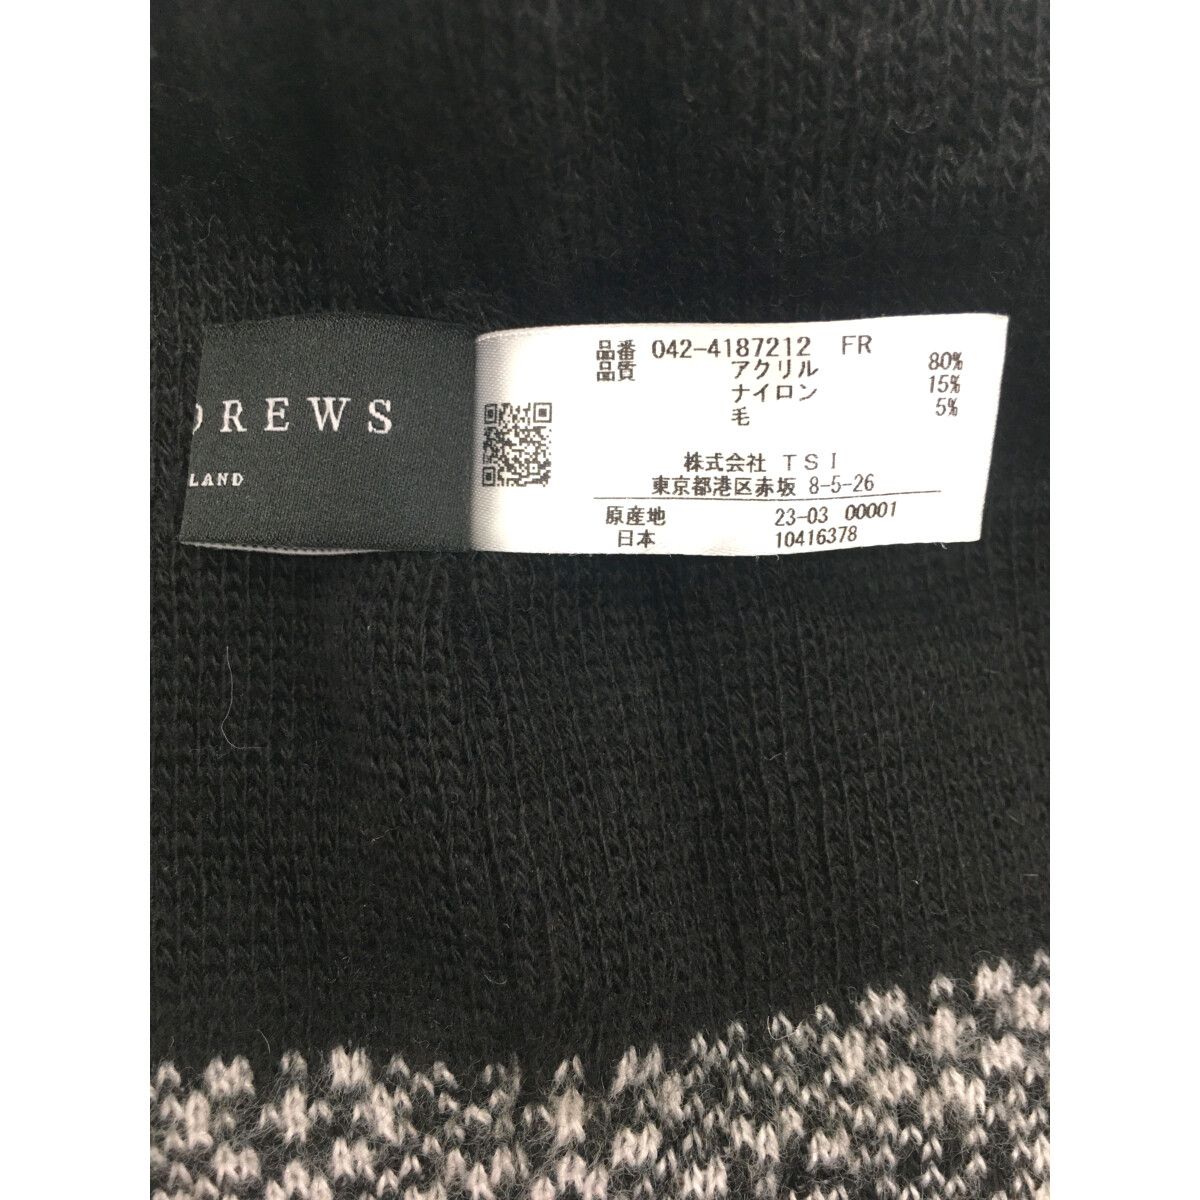 DREWS
LAND
品番 042-4187212 FR
品質 アクリル 80%
ナイロン 15%
毛 5%
株式会社 TSI
東京都港区赤坂 8-5-26
原産地 23-03 00001
日本 10416378